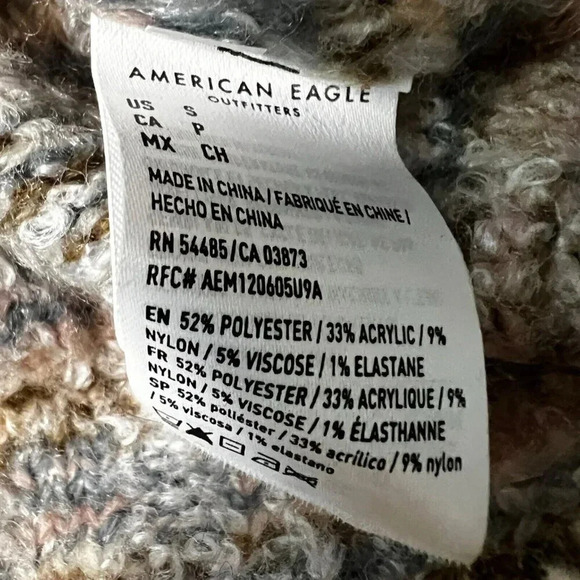 AMERICAN EAGLE
OUTFITTERS
US S
CA P
MX CH
MADE IN CHINA / FABRIQUÉ EN CHINE /
HECHO EN CHINA
RN 54485 / CA 03873
RFC# AEM120605U9A
EN 52% POLYESTER / 33% ACRYLIC / 9%
NYLON / 5% VISCOSE / 1% ELASTANE
FR 52% POLYESTER / 33% ACRYLIQUE / 9%
NYLON / 5% VISCOSE / 1% ÉLASTHANNE
SP 52% poliéster / 33% acrílico / 9% nylon
/ 5% viscosa / 1% elastano